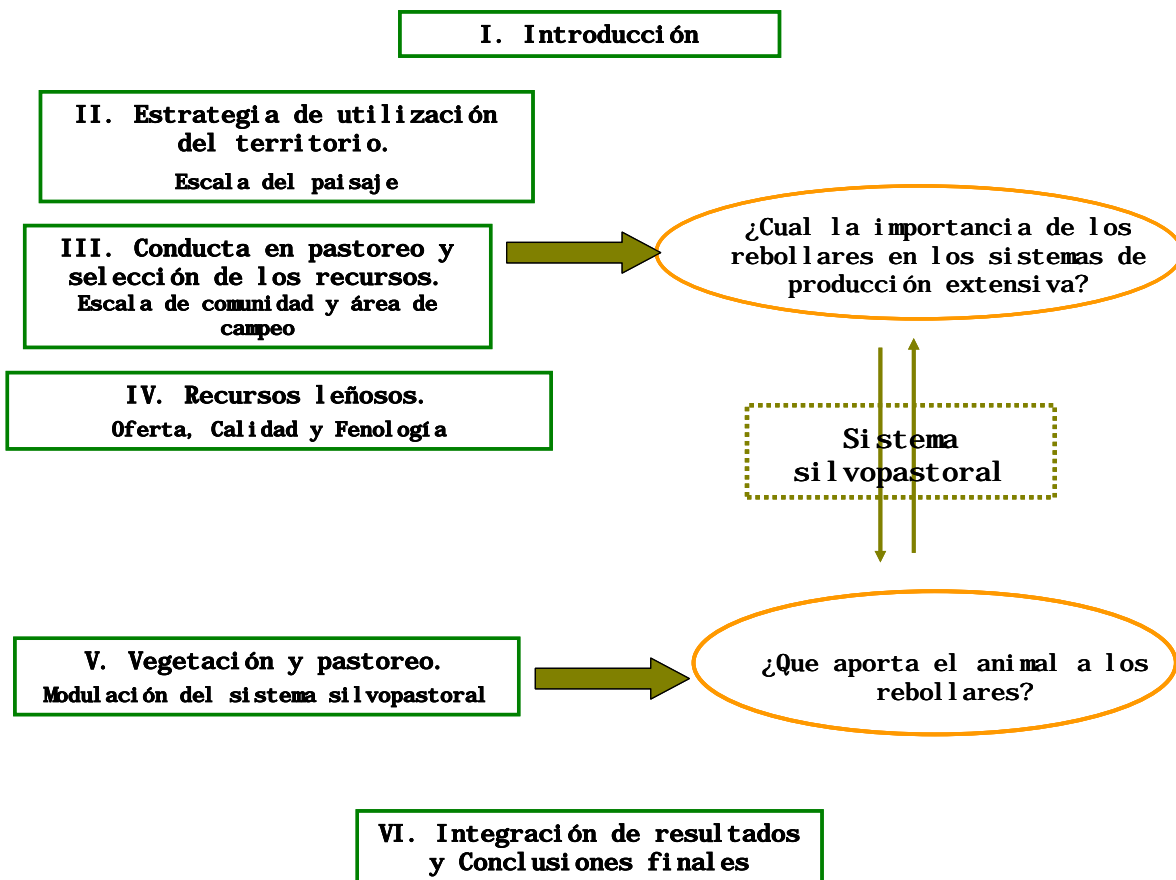 I. Introducción
II. Estrategia de utilización
del territorio.
Escala del paisaje
III. Conducta en pastoreo y
selección de los recursos.
Escala de comunidad y área de
campeo
¿Cual la importancia de los
rebollares en los sistemas de
producción extensiva?
IV. Recursos leñosos.
Oferta, Calidad y Fenología
Sistema
silvopastoral
V. Vegetación y pastoreo.
Modulación del sistema silvopastoral
¿Que aporta el animal a los
rebollares?
VI. Integración de resultados
y Conclusiones finales